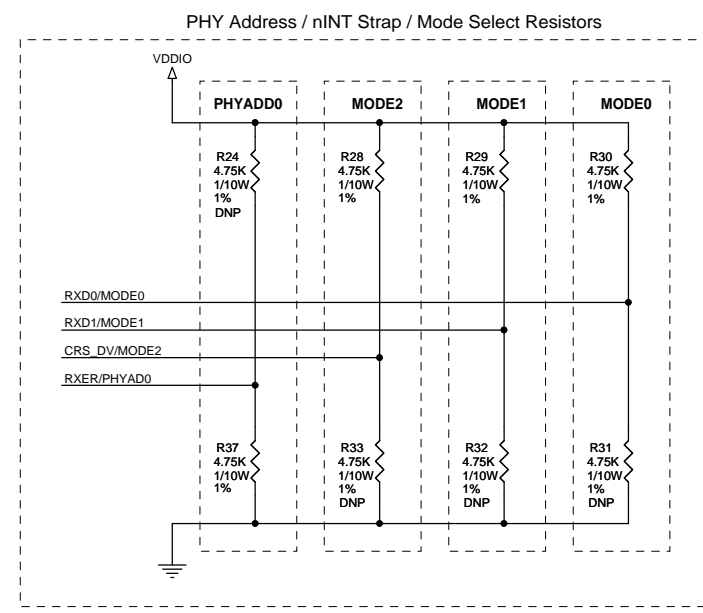 PHY Address / nINT Strap / Mode Select Resistors
VDDIO
PHYADD0
MODE2
MODE1
MODE0
R24
4.75K
1/10W
1%
DNP
R28
4.75K
1/10W
1%
R29
4.75K
1/10W
1%
R30
4.75K
1/10W
1%
RXD0/MODE0
RXD1/MODE1
CRS_DV/MODE2
RXER/PHYAD0
R37
4.75K
1/10W
1%
R33
4.75K
1/10W
1%
DNP
R32
4.75K
1/10W
1%
DNP
R31
4.75K
1/10W
1%
DNP